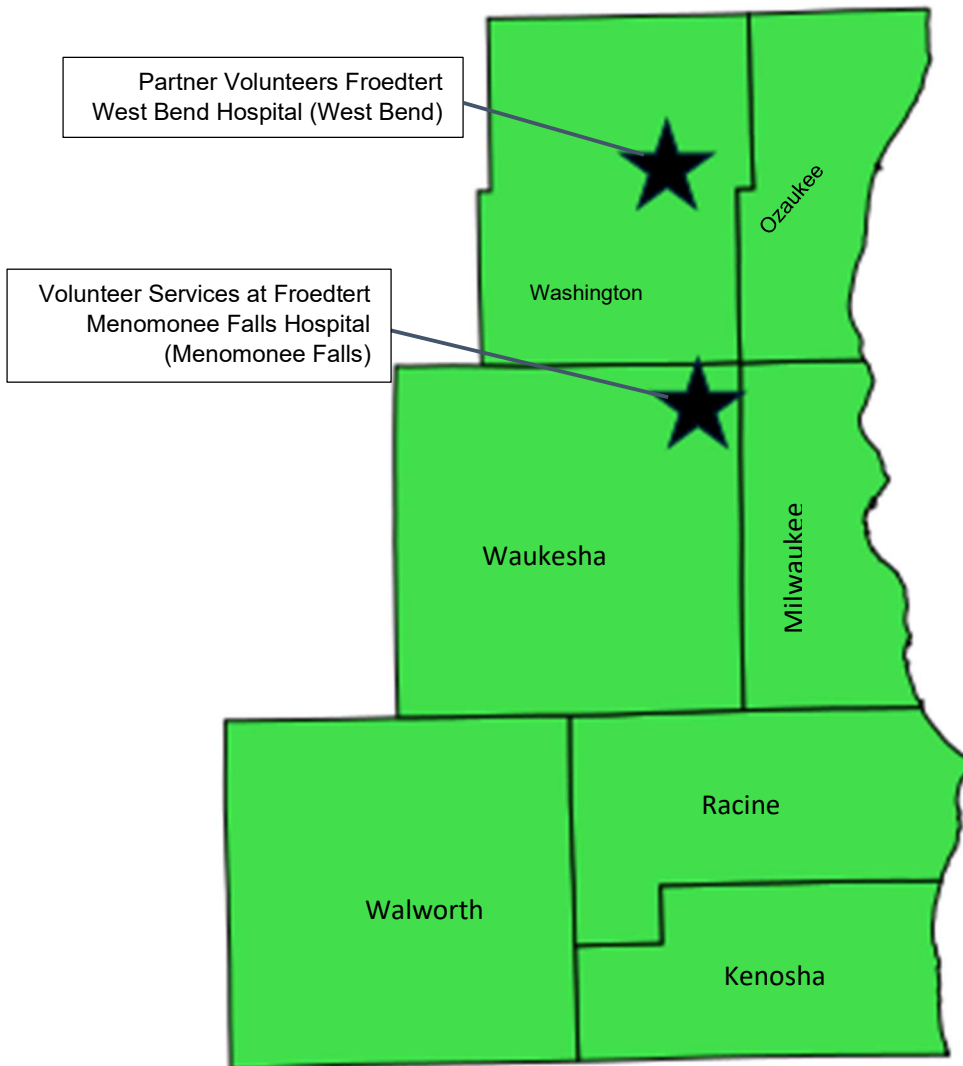 Partner Volunteers Froedtert
West Bend Hospital (West Bend)
Ozaukee
Washington
Volunteer Services at Froedtert
Menomonee Falls Hospital
(Menomonee Falls)
Waukesha
Milwaukee
Racine
Walworth
Kenosha